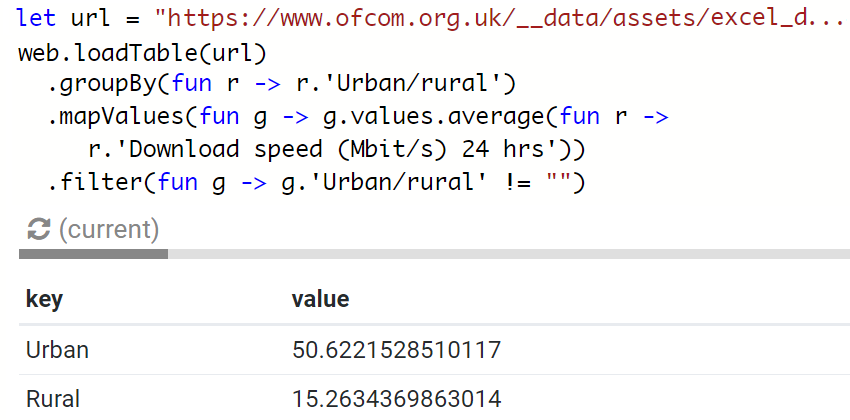 let url = "https://www.ofcom.org.uk/__data/assets/excel_d...
web.loadTable(url)
.groupBy(fun r -> r.'Urban/rural')
.mapValues(fun g -> g.values.average(fun r ->
r.'Download speed (Mbit/s) 24 hrs'))
.filter(fun g -> g.'Urban/rural' != "")
(current)
key value
Urban 50.6221528510117
Rural 15.2634369863014